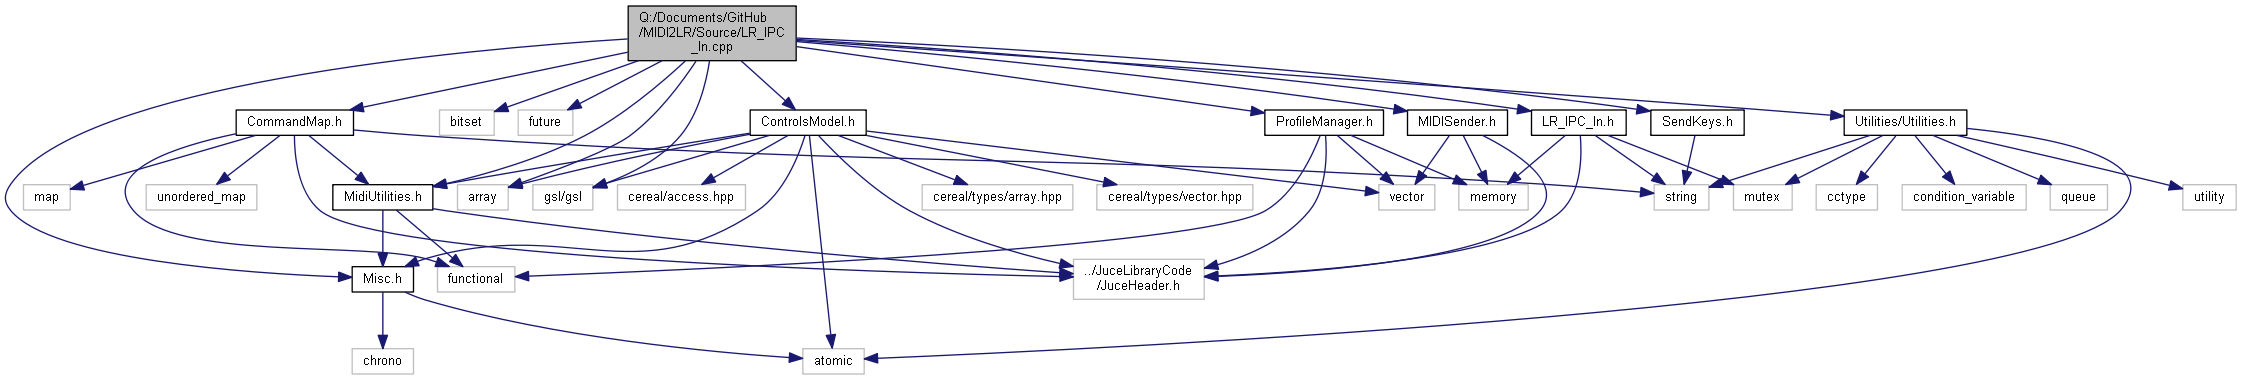 Q:/Documents/GitHub
/MIDI2LR/Source/LR_IPC
_In.cpp
CommandMap.h
bitset
future
ControlsModel.h
ProfileManager.h
MIDISender.h
LR_IPC_In.h
SendKeys.h
Utilities/Utilities.h
map
unordered_map
MidiUtilities.h
array
gsl/gsl
cereal/access.hpp
cereal/types/array.hpp
cereal/types/vector.hpp
vector
memory
string
mutex
cctype
condition_variable
queue
utility
Misc.h
functional
../JuceLibraryCode
/JuceHeader.h
chrono
atomic